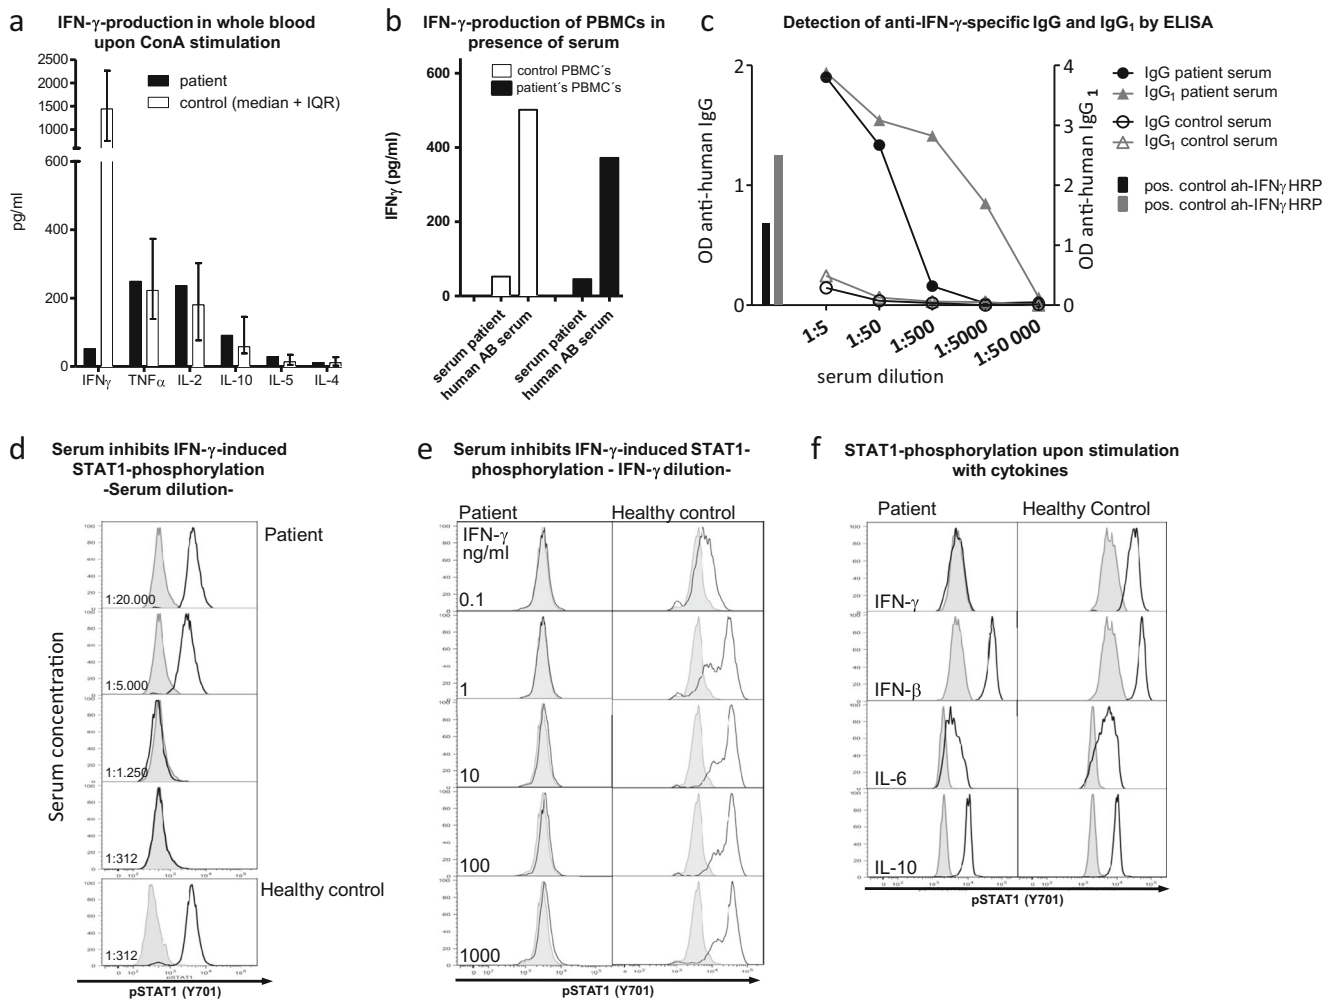 a
IFN-γ-production in whole blood
upon ConA stimulation
2500
2000
1500
1000
600
400
200
0
pg/ml
patient
control (median + IQR)
IFNγ TNFα IL-2 IL-10 IL-5 IL-4
b
IFN-γ-production of PBMCs in
presence of serum
600
400
200
0
IFNγ (pg/ml)
control PBMC´s
patient´s PBMC´s
serum patient
human AB serum
serum patient
human AB serum
c
Detection of anti-IFN-γ-specific IgG and IgG1 by ELISA
2
1
0
OD anti-human IgG
4
3
2
1
0
OD anti-human IgG 1
1:5 1:50 1:500 1:5000 1:50 000
serum dilution
IgG patient serum
IgG1 patient serum
IgG control serum
IgG1 control serum
pos. control ah-IFNγHRP
pos. control ah-IFNγHRP
d
Serum inhibits IFN-γ-induced
STAT1-phosphorylation
-Serum dilution-
Serum concentration
Patient
1:20.000
1:5.000
1:1.250
1:312
Healthy control
1:312
pSTAT1
pSTAT1 (Y701)
e
Serum inhibits IFN-γ-induced STAT1-
phosphorylation - IFN-γ dilution-
Patient Healthy control
IFN-γ
ng/ml
0.1
1
10
100
1000
pSTAT1 (Y701)
f
STAT1-phosphorylation upon stimulation
with cytokines
Patient Healthy Control
IFN-γ
IFN-β
IL-6
IL-10
pSTAT1 (Y701)